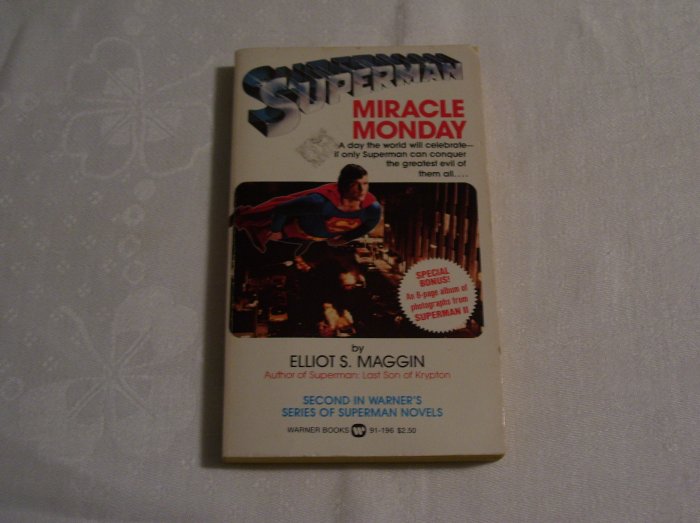 SUPERMAN
MIRACLE
MONDAY
A day the world will celebrate—
if only Superman can conquer
the greatest evil of
them all....
SPECIAL
BONUS!
An 8-page album of
photographs from
SUPERMAN II
by
ELLIOT S. MAGGIN
Author of Superman: Last Son of Krypton
SECOND IN WARNER'S
SERIES OF SUPERMAN NOVELS
WARNER BOOKS 91-196 $2.50